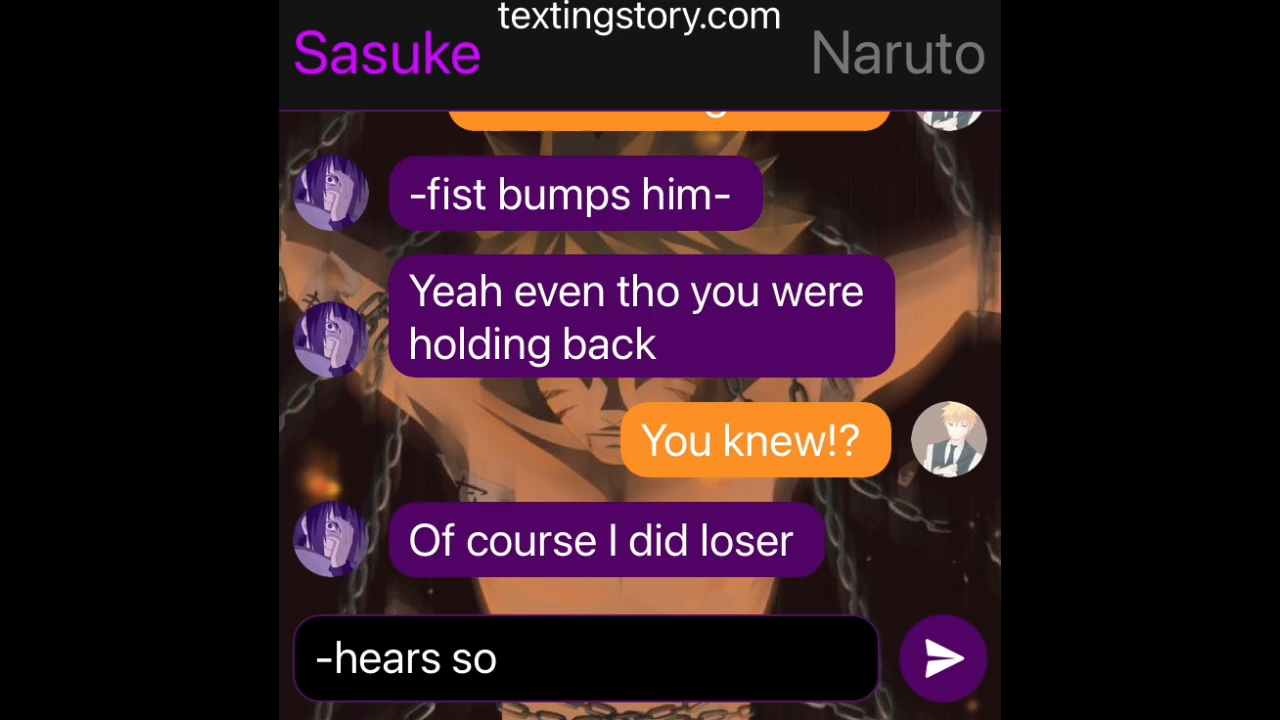 textingstory.com
Sasuke
Naruto
-fist bumps him-
Yeah even tho you were
holding back
You knew!?
Of course I did loser
-hears so